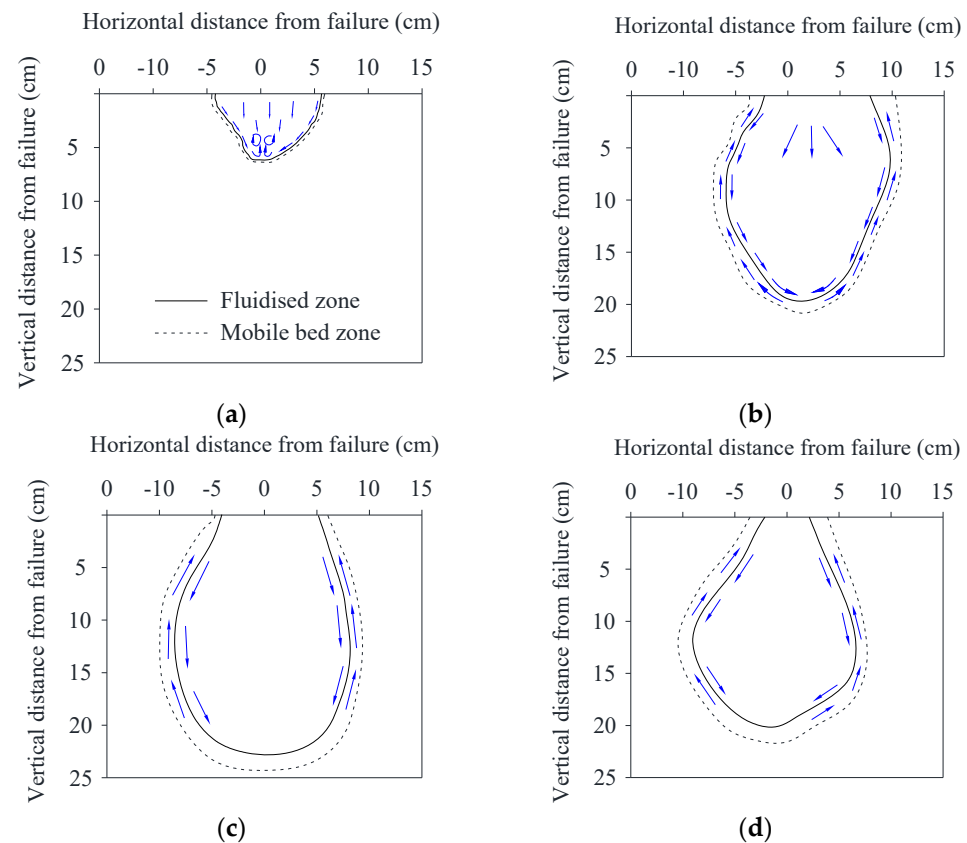 Horizontal distance from failure (cm)
0 -10 -5 0 5 10 15
Vertical distance from failure (cm)
5
10
15
20
25
Fluidised zone
Mobile bed zone
(a)
Horizontal distance from failure (cm)
0 -10 -5 0 5 10 15
Vertical distance from failure (cm)
5
10
15
20
25
(b)
Horizontal distance from failure (cm)
0 -10 -5 0 5 10 15
Vertical distance from failure (cm)
5
10
15
20
25
(c)
Horizontal distance from failure (cm)
0 -10 -5 0 5 10 15
Vertical distance from failure (cm)
5
10
15
20
25
(d)